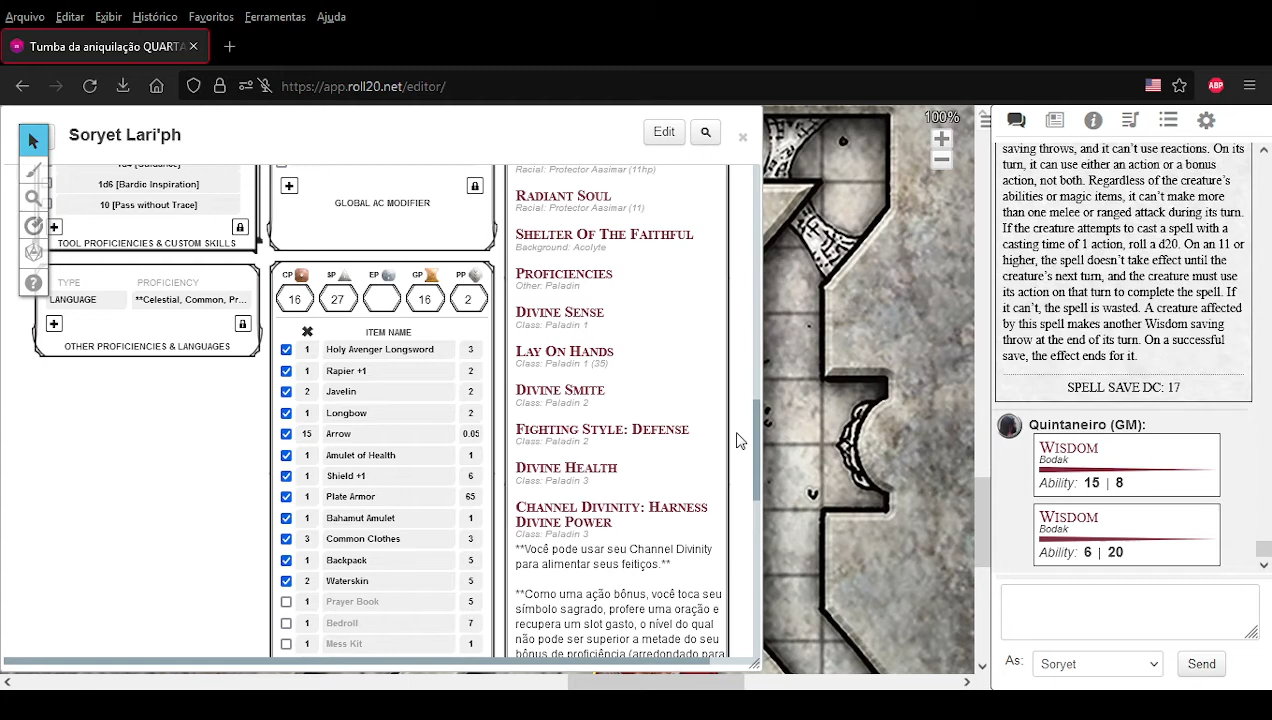 Arquivo Editar Exibir Histórico Favoritos Ferramentas Ajuda
Tumba da aniquilação QUARTA
https://app.roll20.net/editor/
ABP
Soryet Lari'ph
Edit
1d4 [Guidance]
1d6 [Bardic Inspiration]
10 [Pass without Trace]
TOOL PROFICIENCIES & CUSTOM SKILLS
TYPE PROFICIENCY
LANGUAGE **Celestial, Common, Pr...
OTHER PROFICIENCIES & LANGUAGES
GLOBAL AC MODIFIER
CP SP EP GP PP
16 27 16 2
ITEM NAME
1 Holy Avenger Longsword 3
1 Rapier +1 2
2 Javelin 2
1 Longbow 2
15 Arrow 0.05
1 Amulet of Health 1
1 Shield +1 6
1 Plate Armor 65
1 Bahamut Amulet 1
3 Common Clothes 3
1 Backpack 5
2 Waterskin 5
1 Prayer Book 5
1 Bedroll 7
1 Mess Kit 1
Racial: Protector Aasimar (11hp)
RADIANT SOUL
Racial: Protector Aasimar (11)
SHELTER OF THE FAITHFUL
Background: Acolyte
PROFICIENCIES
Other: Paladin
DIVINE SENSE
Class: Paladin 1
LAY ON HANDS
Class: Paladin 1 (35)
DIVINE SMITE
Class: Paladin 2
FIGHTING STYLE: DEFENSE
Class: Paladin 2
DIVINE HEALTH
Class: Paladin 3
CHANNEL DIVINITY: HARNESS
DIVINE POWER
Class: Paladin 3
**Você pode usar seu Channel Divinity
para alimentar seus feitiços.**
**Como uma ação bônus, você toca seu
símbolo sagrado, profere uma oração e
recupera um slot gasto, o nível do qual
não pode ser superior a metade do seu
bônus de proficiência (arredondado para
100%
saving throws, and it can't use reactions. On its
turn, it can use either an action or a bonus
action, not both. Regardless of the creature's
abilities or magic items, it can't make more
than one melee or ranged attack during its turn.
If the creature attempts to cast a spell with a
casting time of 1 action, roll a d20. On an 11 or
higher, the spell doesn't take effect until the
creature's next turn, and the creature must use
its action on that turn to complete the spell. If
it can't, the spell is wasted. A creature affected
by this spell makes another Wisdom saving
throw at the end of its turn. On a successful
save, the effect ends for it.
SPELL SAVE DC: 17
Quintaneiro (GM):
WISDOM
Bodak
Ability: 15 | 8
WISDOM
Bodak
Ability: 6 | 20
As: Soryet Send